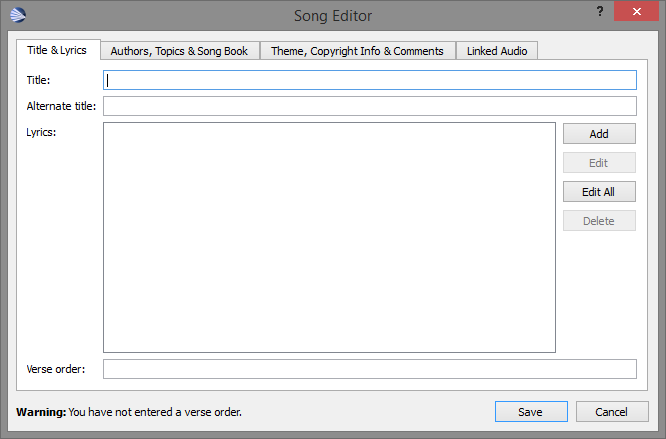 Song Editor
?
Title & Lyrics
Authors, Topics & Song Book
Theme, Copyright Info & Comments
Linked Audio
Title:
Alternate title:
Lyrics:
Add
Edit
Edit All
Delete
Verse order:
Warning: You have not entered a verse order.
Save
Cancel